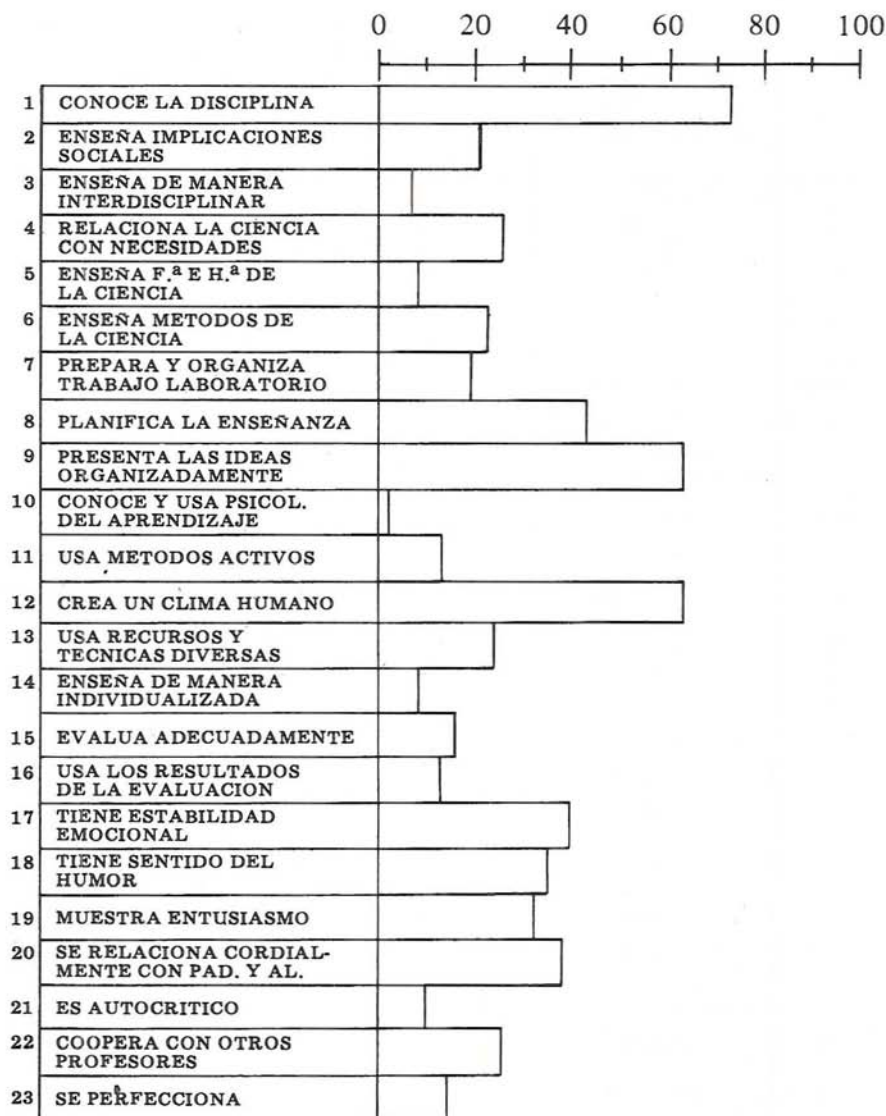 0 20 40 60 80 100
1 CONOCE LA DISCIPLINA
2 ENSEÑA IMPLICACIONES
SOCIALES
3 ENSEÑA DE MANERA
INTERDISCIPLINAR
4 RELACIONA LA CIENCIA
CON NECESIDADES
5 ENSEÑA F.ª E H.ª DE
LA CIENCIA
6 ENSEÑA METODOS DE
LA CIENCIA
7 PREPARA Y ORGANIZA
TRABAJO LABORATORIO
8 PLANIFICA LA ENSEÑANZA
9 PRESENTA LAS IDEAS
ORGANIZADAMENTE
10 CONOCE Y USA PSICOL.
DEL APRENDIZAJE
11 USA METODOS ACTIVOS
12 CREA UN CLIMA HUMANO
13 USA RECURSOS Y
TECNICAS DIVERSAS
14 ENSEÑA DE MANERA
INDIVIDUALIZADA
15 EVALUA ADECUADAMENTE
16 USA LOS RESULTADOS
DE LA EVALUACION
17 TIENE ESTABILIDAD
EMOCIONAL
18 TIENE SENTIDO DEL
HUMOR
19 MUESTRA ENTUSIASMO
20 SE RELACIONA CORDIAL-
MENTE CON PAD. Y AL.
21 ES AUTOCRITICO
22 COOPERA CON OTROS
PROFESORES
23 SE PERFECCIONA